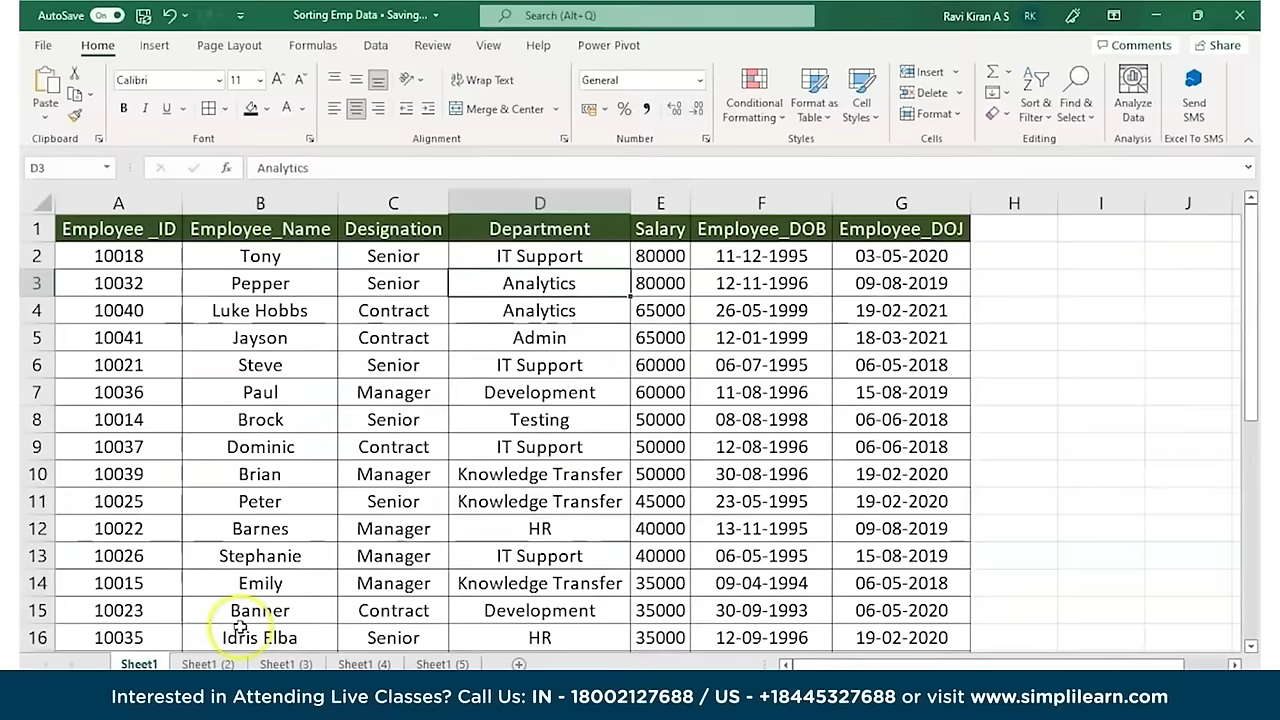 AutoSave On Sorting Emp Data • Saving... Search (Alt+Q) Ravi Kiran A S RK
File Home Insert Page Layout Formulas Data Review View Help Power Pivot Comments Share
Paste Calibri 11 A A Wrap Text General Conditional Formatting Format as Table Cell Styles Insert Sort & Filter Find & Select Analyze Data Send SMS
B I U A Merge & Center % Delete
Format
Clipboard Font Alignment Number Styles Cells Editing Analysis Excel To SMS
D3 fx Analytics
A B C D E F G H I J
1 Employee _ID Employee_Name Designation Department Salary Employee_DOB Employee_DOJ
2 10018 Tony Senior IT Support 80000 11-12-1995 03-05-2020
3 10032 Pepper Senior Analytics 80000 12-11-1996 09-08-2019
4 10040 Luke Hobbs Contract Analytics 65000 26-05-1999 19-02-2021
5 10041 Jayson Contract Admin 65000 12-01-1999 18-03-2021
6 10021 Steve Senior IT Support 60000 06-07-1995 06-05-2018
7 10036 Paul Manager Development 60000 11-08-1996 15-08-2019
8 10014 Brock Senior Testing 50000 08-08-1998 06-06-2018
9 10037 Dominic Contract IT Support 50000 12-08-1996 06-06-2018
10 10039 Brian Manager Knowledge Transfer 50000 30-08-1996 19-02-2020
11 10025 Peter Senior Knowledge Transfer 45000 23-05-1995 19-02-2020
12 10022 Barnes Manager HR 40000 13-11-1995 09-08-2019
13 10026 Stephanie Manager IT Support 40000 06-05-1995 15-08-2019
14 10015 Emily Manager Knowledge Transfer 35000 09-04-1994 06-05-2018
15 10023 Banner Contract Development 35000 30-09-1993 06-05-2020
16 10035 Idris Elba Senior HR 35000 12-09-1996 19-02-2020
Sheet1 Sheet1 (2) Sheet1 (3) Sheet1 (4) Sheet1 (5)
Interested in Attending Live Classes? Call Us: IN - 18002127688 / US - +18445327688 or visit www.simplilearn.com